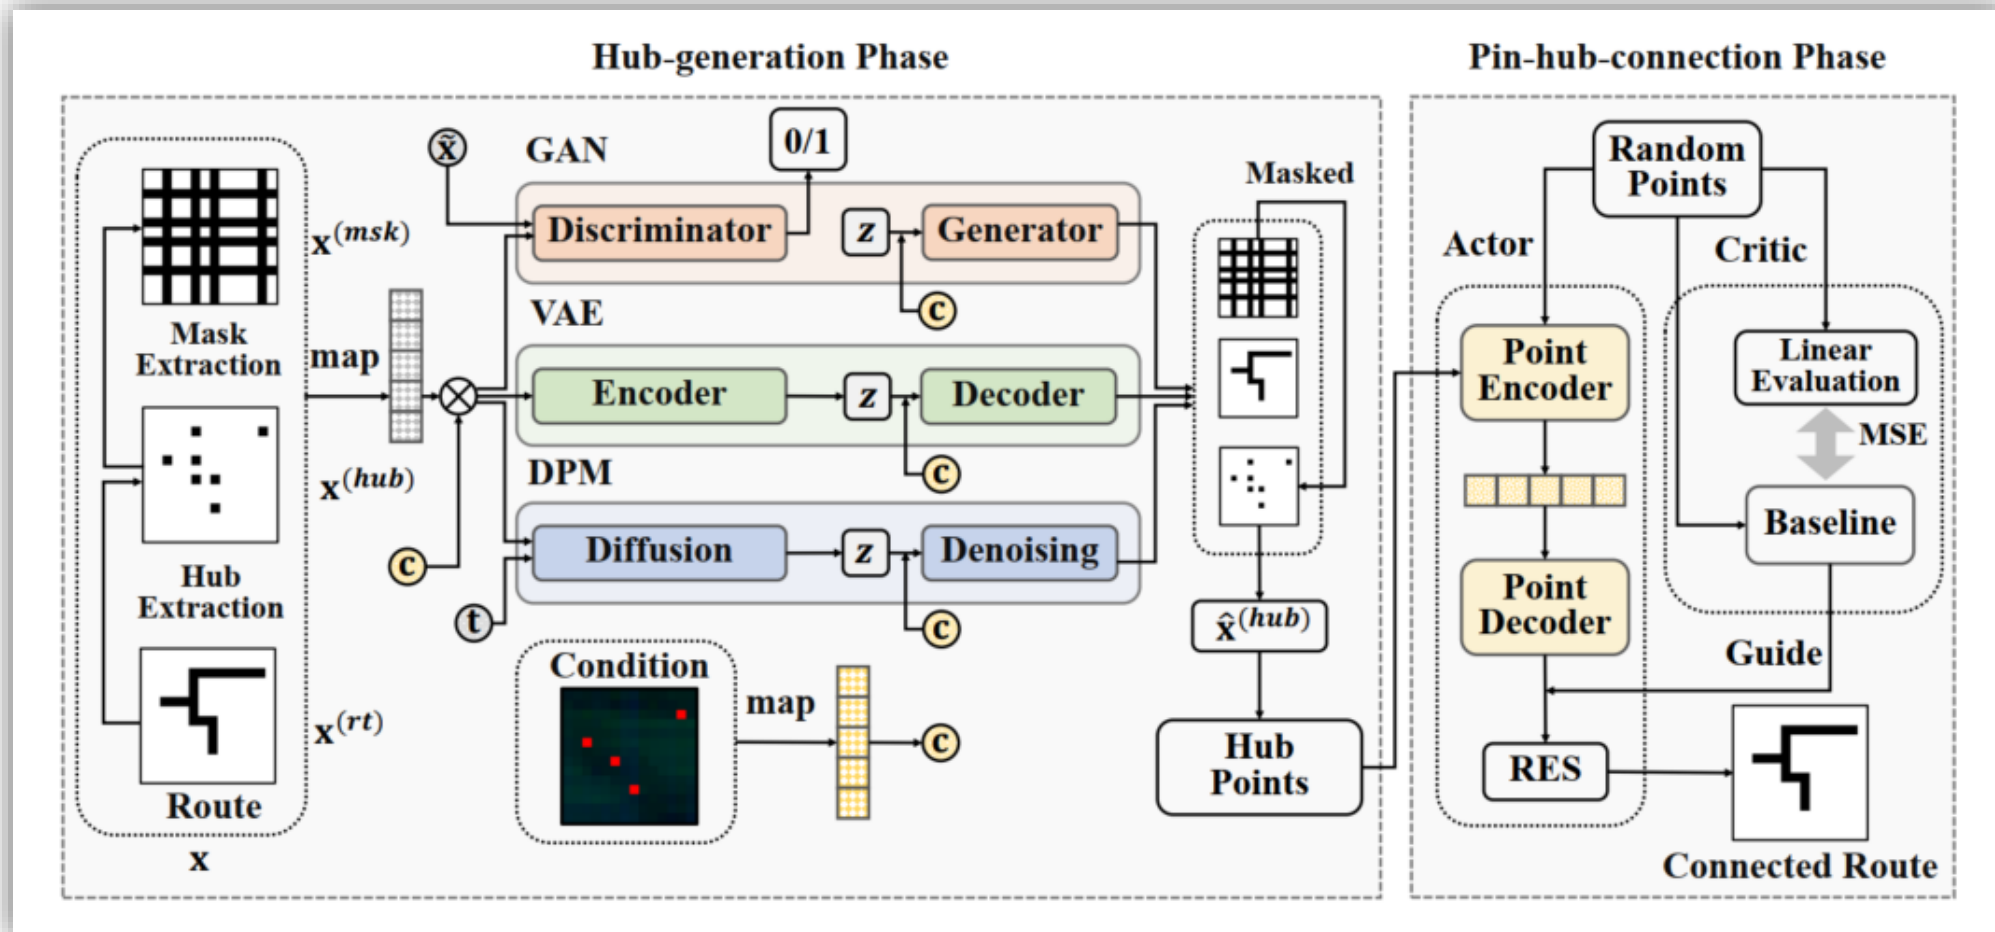 Hub-generation Phase
Pin-hub-connection Phase
Mask
Extraction
Hub
Extraction
Route
x
x^(msk)
x^(hub)
x^(rt)
map
x̃
c
t
GAN
0/1
Discriminator
z
Generator
c
VAE
Encoder
z
Decoder
c
DPM
Diffusion
z
Denoising
c
Condition
map
c
Masked
x̂^(hub)
Hub
Points
Random
Points
Actor
Critic
Point
Encoder
Linear
Evaluation
MSE
Baseline
Point
Decoder
Guide
RES
Connected Route